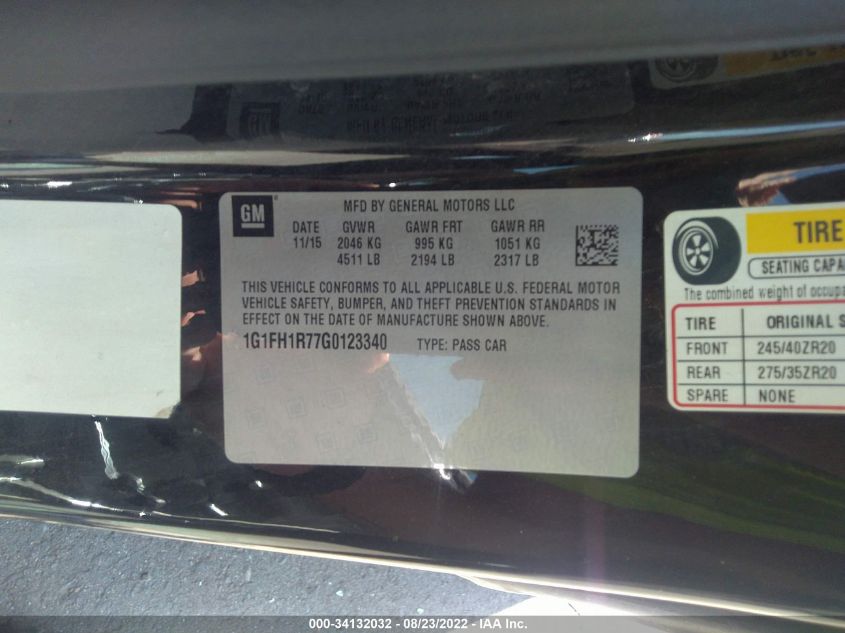 GM
MFD BY GENERAL MOTORS LLC
DATE GVWR GAWR FRT GAWR RR
11/15 2046 KG 995 KG 1051 KG
4511 LB 2194 LB 2317 LB
THIS VEHICLE CONFORMS TO ALL APPLICABLE U.S. FEDERAL MOTOR
VEHICLE SAFETY, BUMPER, AND THEFT PREVENTION STANDARDS IN
EFFECT ON THE DATE OF MANUFACTURE SHOWN ABOVE.
1G1FH1R77G0123340 TYPE: PASS CAR
TIRE
SEATING CAPA
The combined weight of occupa
TIRE ORIGINAL S
FRONT 245/40ZR20
REAR 275/35ZR20
SPARE NONE
000-34132032 - 08/23/2022 - IAA Inc.